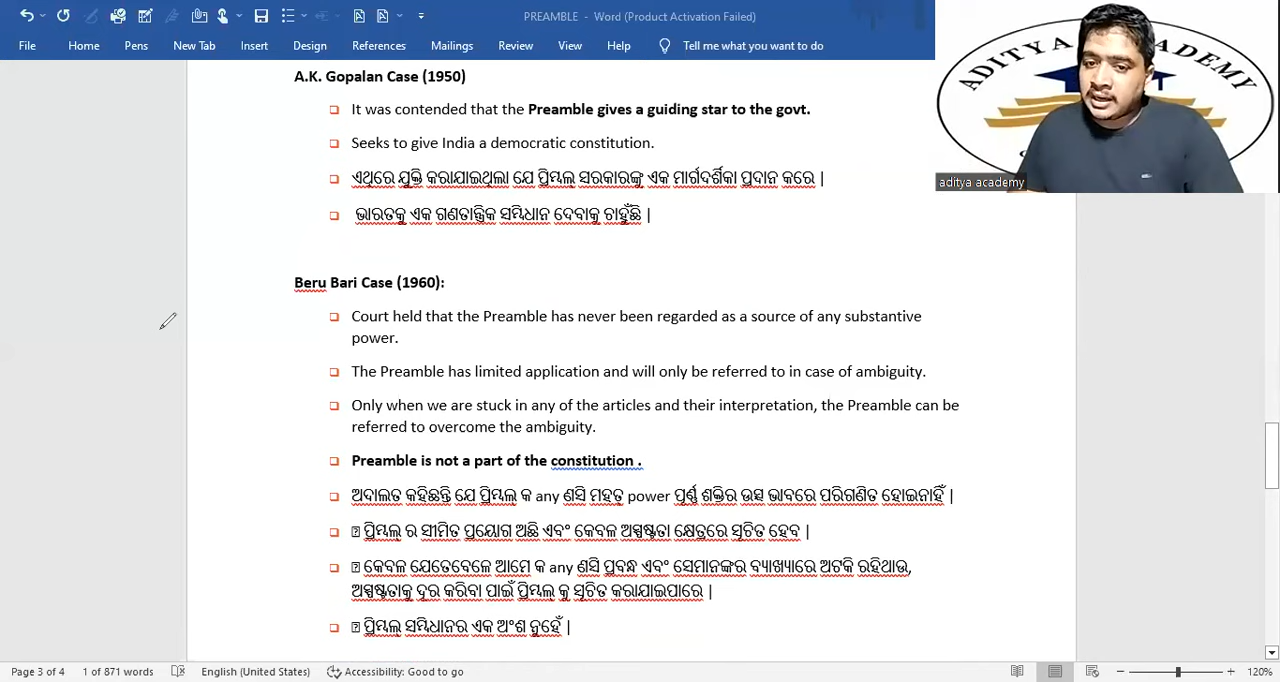 PREAMBLE - Word (Product Activation Failed)
File Home Pens New Tab Insert Draw Design References Mailings Review View Help Tell me what you want to do
ADITYA ACADEMY
aditya academy
A.K. Gopalan Case (1950)
It was contended that the Preamble gives a guiding star to the govt.
Seeks to give India a democratic constitution.
ଏଥିରେ ଯୁକ୍ତି କରାଯାଇଥିଲା ଯେ ପ୍ରିମ୍ବଲ୍ ସରକାରଙ୍କୁ ଏକ ମାର୍ଗଦର୍ଶିକା ପ୍ରଦାନ କରେ |
ଭାରତକୁ ଏକ ଗଣତାନ୍ତ୍ରିକ ସମ୍ବିଧାନ ଦେବାକୁ ଚାହୁଁଛି |
Beru Bari Case (1960):
Court held that the Preamble has never been regarded as a source of any substantive
power.
The Preamble has limited application and will only be referred to in case of ambiguity.
Only when we are stuck in any of the articles and their interpretation, the Preamble can be
referred to overcome the ambiguity.
Preamble is not a part of the constitution .
ଅଦାଲତ କହିଛନ୍ତି ଯେ ପ୍ରିମ୍ବଲ୍ କ any ଣସି ମହତ୍ power ପୂର୍ଣ୍ଣ ଶକ୍ତିର ଉତ୍ସ ଭାବରେ ପରିଗଣିତ ହୋଇନାହିଁ |
ପ୍ରିମ୍ବଲ୍ ର ସୀମିତ ପ୍ରୟୋଗ ଅଛି ଏବଂ କେବଳ ଅସ୍ପଷ୍ଟତା କ୍ଷେତ୍ରରେ ସୂଚିତ ହେବ |
କେବଳ ଯେତେବେଳେ ଆମେ କ any ଣସି ପ୍ରବନ୍ଧ ଏବଂ ସେମାନଙ୍କର ବ୍ୟାଖ୍ୟାରେ ଅଟକି ରହିଥାଉ,
ଅସ୍ପଷ୍ଟତାକୁ ଦୂର କରିବା ପାଇଁ ପ୍ରିମ୍ବଲ୍ କୁ ସୂଚିତ କରାଯାଇପାରେ |
ପ୍ରିମ୍ବଲ୍ ସମ୍ବିଧାନର ଏକ ଅଂଶ ନୁହେଁ |
Page 3 of 4 1 of 871 words English (United States) Accessibility: Good to go 120%